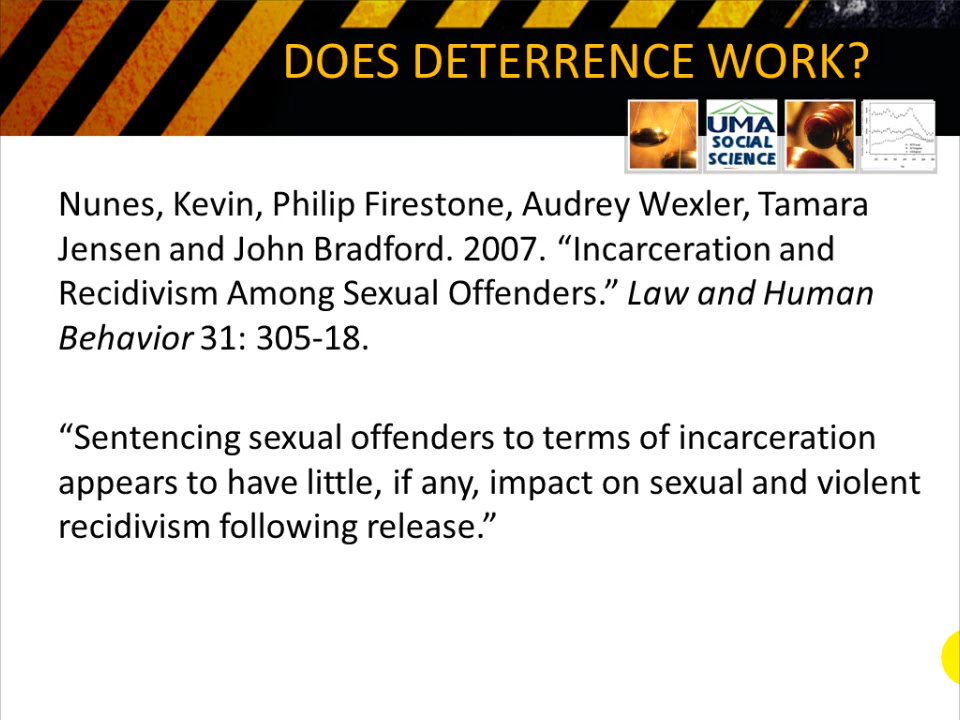 DOES DETERRENCE WORK?
UMA
SOCIAL
SCIENCE
Nunes, Kevin, Philip Firestone, Audrey Wexler, Tamara
Jensen and John Bradford. 2007. “Incarceration and
Recidivism Among Sexual Offenders.” Law and Human
Behavior 31: 305-18.
“Sentencing sexual offenders to terms of incarceration
appears to have little, if any, impact on sexual and violent
recidivism following release.”